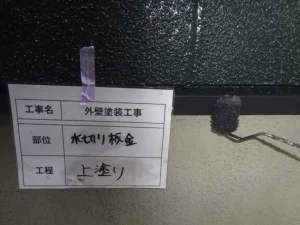 工事名 外壁塗装工事
部位 水切り板金
工程 上塗り